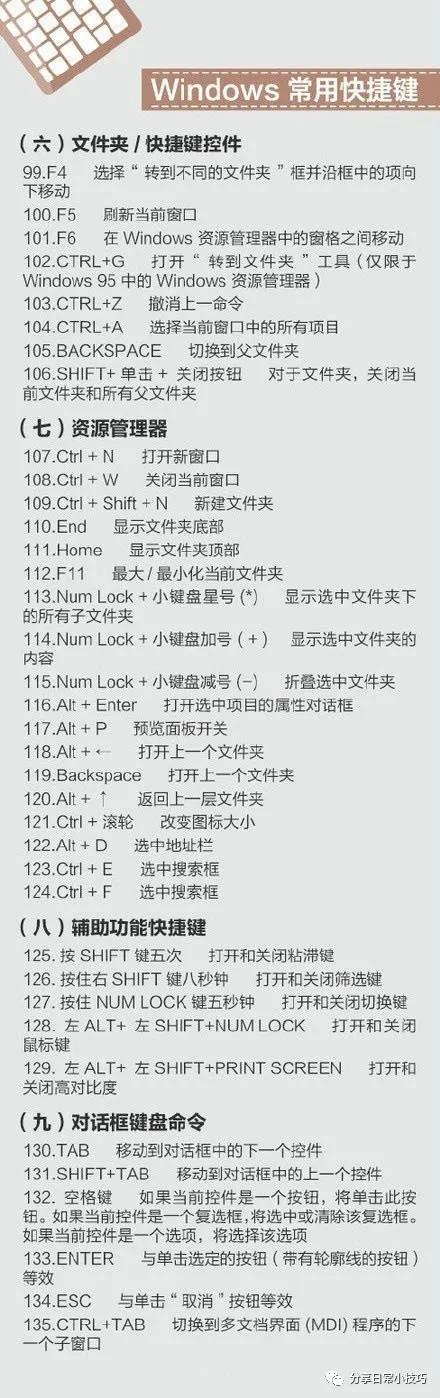 Windows 常用快捷键
（六）文件夹 / 快捷键控件
99.F4 选择 “ 转到不同的文件夹 ” 框并沿框中的项向
下移动
100.F5 刷新当前窗口
101.F6 在 Windows 资源管理器中的窗格之间移动
102.CTRL+G 打开 “ 转到文件夹 ” 工具（仅限于
Windows 95 中的 Windows 资源管理器）
103.CTRL+Z 撤消上一命令
104.CTRL+A 选择当前窗口中的所有项目
105.BACKSPACE 切换到父文件夹
106.SHIFT+ 单击 + 关闭按钮 对于文件夹，关闭当
前文件夹和所有父文件夹
（七）资源管理器
107.Ctrl + N 打开新窗口
108.Ctrl + W 关闭当前窗口
109.Ctrl + Shift + N 新建文件夹
110.End 显示文件夹底部
111.Home 显示文件夹顶部
112.F11 最大 / 最小化当前文件夹
113.Num Lock + 小键盘星号 (*) 显示选中文件夹下
的所有子文件夹
114.Num Lock + 小键盘加号 ( + ) 显示选中文件夹的
内容
115.Num Lock + 小键盘减号 (-) 折叠选中文件夹
116.Alt + Enter 打开选中项目的属性对话框
117.Alt + P 预览面板开关
118.Alt + ← 打开上一个文件夹
119.Backspace 打开上一个文件夹
120.Alt + ↑ 返回上一层文件夹
121.Ctrl + 滚轮 改变图标大小
122.Alt + D 选中地址栏
123.Ctrl + E 选中搜索框
124.Ctrl + F 选中搜索框
（八）辅助功能快捷键
125. 按 SHIFT 键五次 打开和关闭粘滞键
126. 按住右 SHIFT 键八秒钟 打开和关闭筛选键
127. 按住 NUM LOCK 键五秒钟 打开和关闭切换键
128. 左 ALT+ 左 SHIFT+NUM LOCK 打开和关闭
鼠标键
129. 左 ALT+ 左 SHIFT+PRINT SCREEN 打开和
关闭高对比度
（九）对话框键盘命令
130.TAB 移动到对话框中的下一个控件
131.SHIFT+TAB 移动到对话框中的上一个控件
132. 空格键 如果当前控件是一个按钮，将单击此按
钮。如果当前控件是一个复选框，将选中或清除该复选框。
如果当前控件是一个选项，将选择该选项
133.ENTER 与单击选定的按钮（带有轮廓线的按钮）
等效
134.ESC 与单击 “ 取消 ” 按钮等效
135.CTRL+TAB 切换到多文档界面 (MDI) 程序的下
一个子窗口
分享日常小技巧